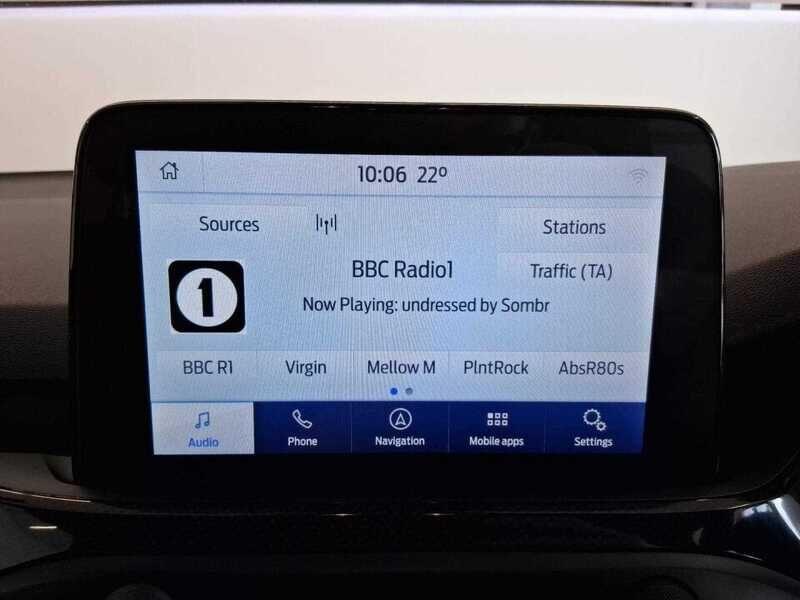 10:06 22º
Sources
Stations
1
BBC Radio1
Traffic (TA)
Now Playing: undressed by Sombr
BBC R1 Virgin Mellow M PlntRock AbsR80s
Audio Phone Navigation Mobile apps Settings